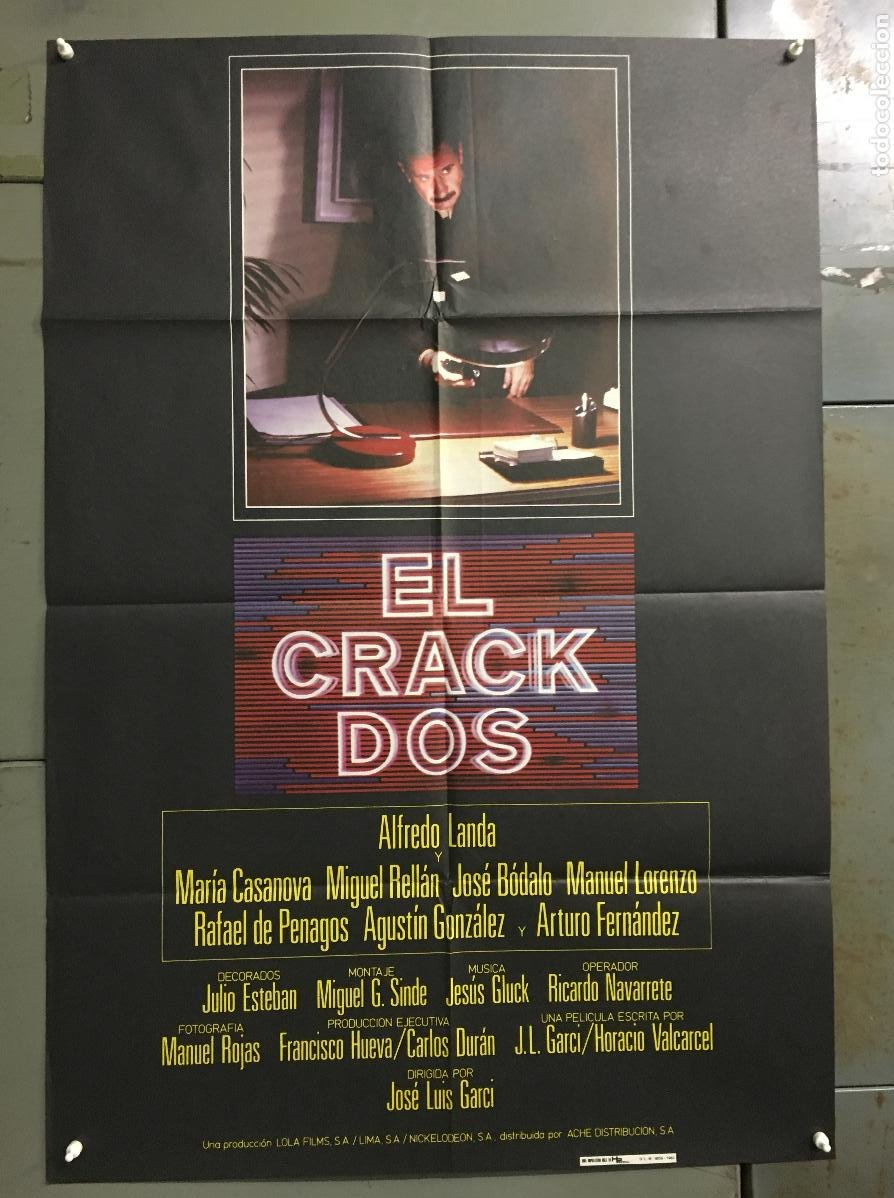 todocoleccion
EL
CRACK
DOS
Alfredo Landa
Y
María Casanova Miguel Rellán José Bódalo Manuel Lorenzo
Rafael de Penagos Agustín González Y Arturo Fernández
DECORADOS MONTAJE MUSICA OPERADOR
Julio Esteban Miguel G. Sinde Jesús Gluck Ricardo Navarrete
FOTOGRAFIA PRODUCCION EJECUTIVA UNA PELICULA ESCRITA POR
Manuel Rojas Francisco Hueva/Carlos Durán J.L. Garci/Horacio Valcarcel
DIRIGIDA POR
José Luis Garci
Una producción LOLA FILMS, S.A / LIMA, S.A / NICKELODEON, S.A. distribuida por ACHE DISTRIBUCION, S.A